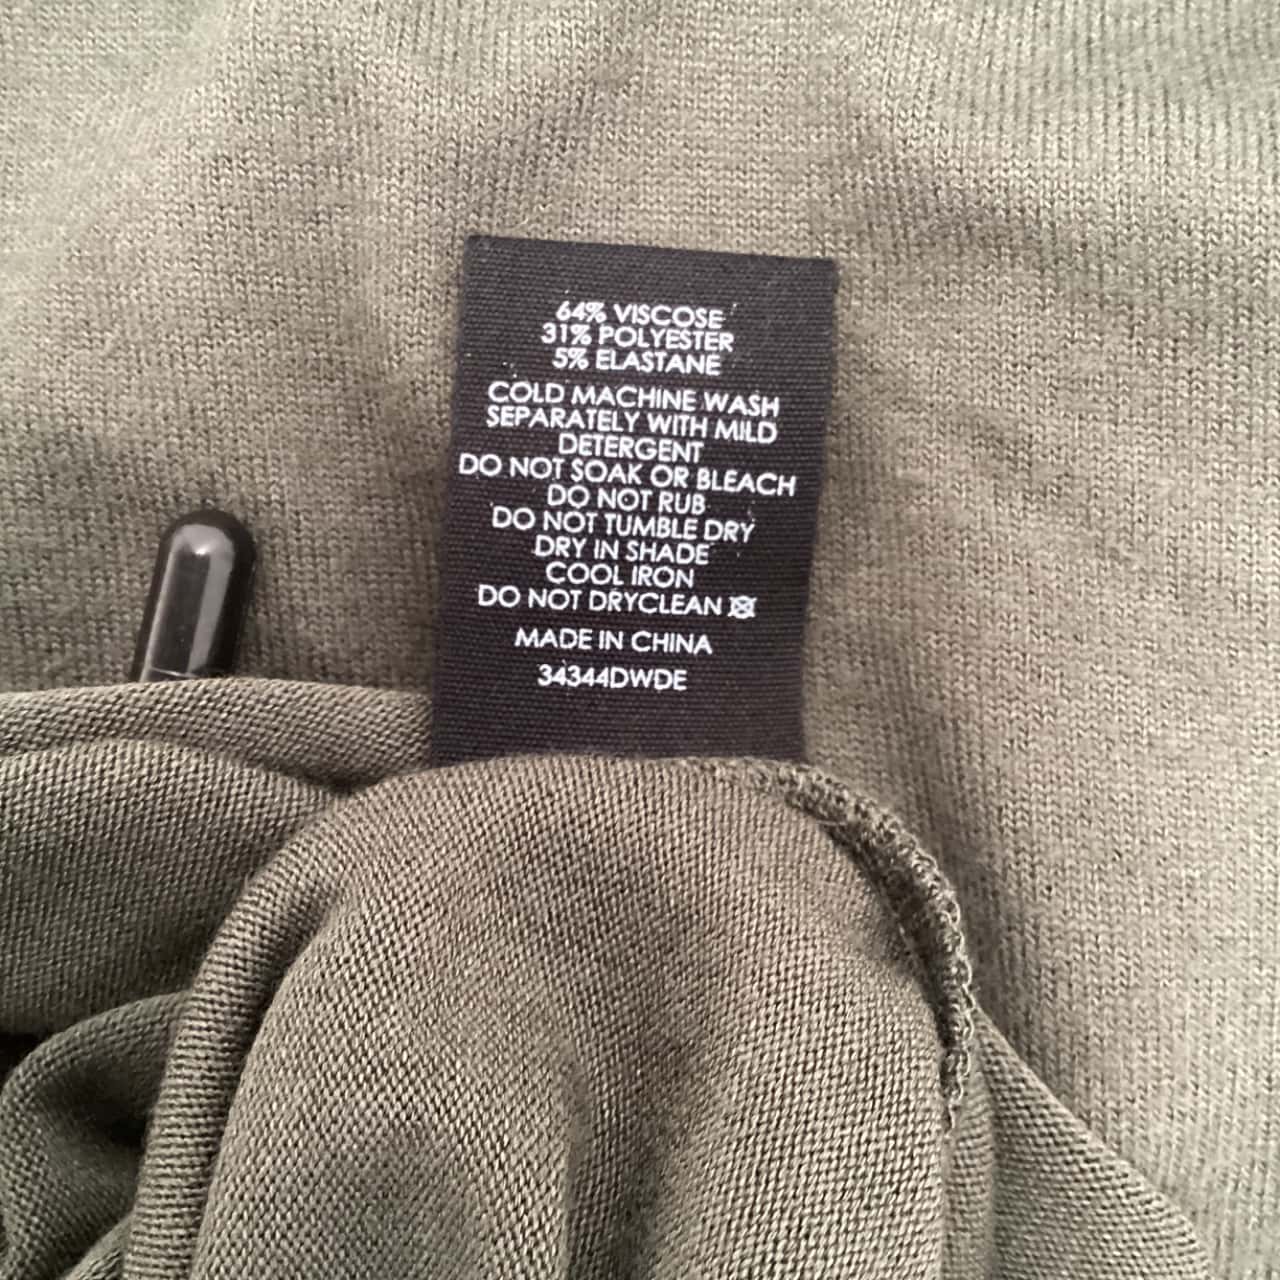 64% VISCOSE
31% POLYESTER
5% ELASTANE
COLD MACHINE WASH
SEPARATELY WITH MILD
DETERGENT
DO NOT SOAK OR BLEACH
DO NOT RUB
DO NOT TUMBLE DRY
DRY IN SHADE
COOL IRON
DO NOT DRYCLEAN
MADE IN CHINA
34344DWDE